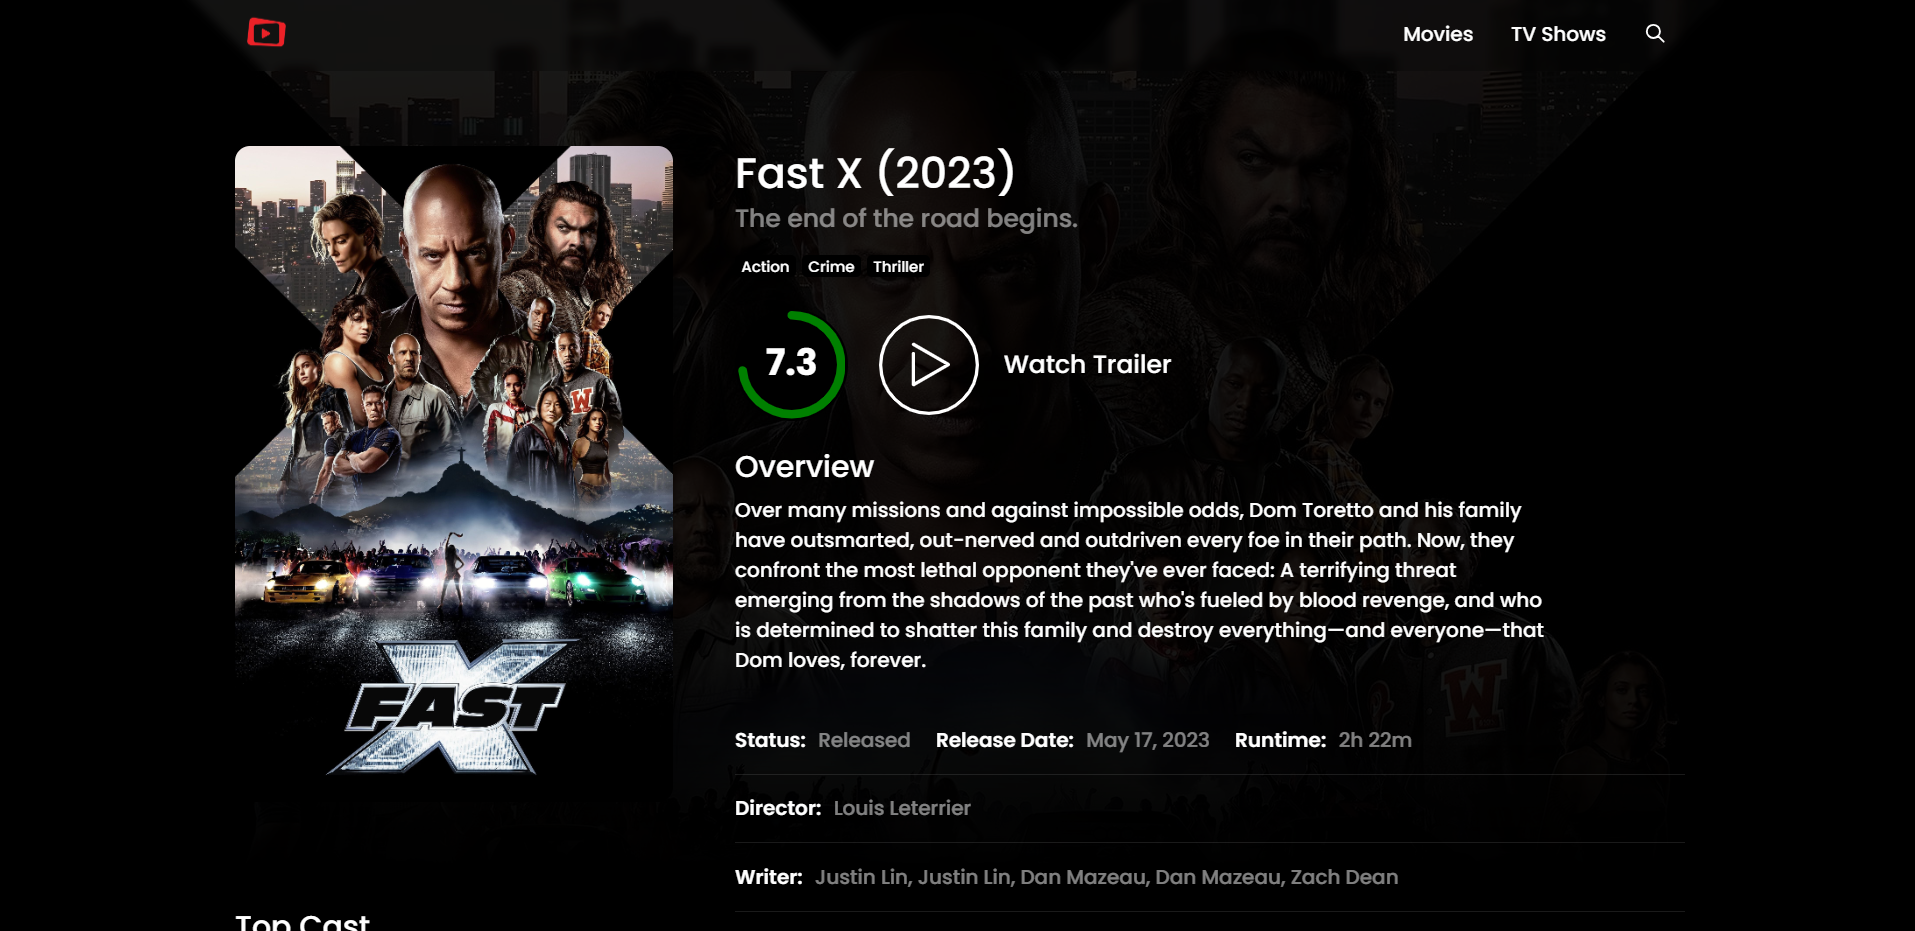 Movies TV Shows
Fast X (2023)
The end of the road begins.
Action Crime Thriller
7.3 Watch Trailer
Overview
Over many missions and against impossible odds, Dom Toretto and his family
have outsmarted, out-nerved and outdriven every foe in their path. Now, they
confront the most lethal opponent they've ever faced: A terrifying threat
emerging from the shadows of the past who's fueled by blood revenge, and who
is determined to shatter this family and destroy everything—and everyone—that
Dom loves, forever.
Status: Released Release Date: May 17, 2023 Runtime: 2h 22m
Director: Louis Leterrier
Writer: Justin Lin, Justin Lin, Dan Mazeau, Dan Mazeau, Zach Dean
W
FAST X
W
Top Cast